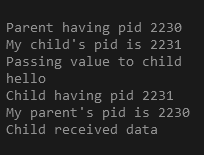 Parent having pid 2230
My child's pid is 2231
Passing value to child
hello
Child having pid 2231
My parent's pid is 2230
Child received data